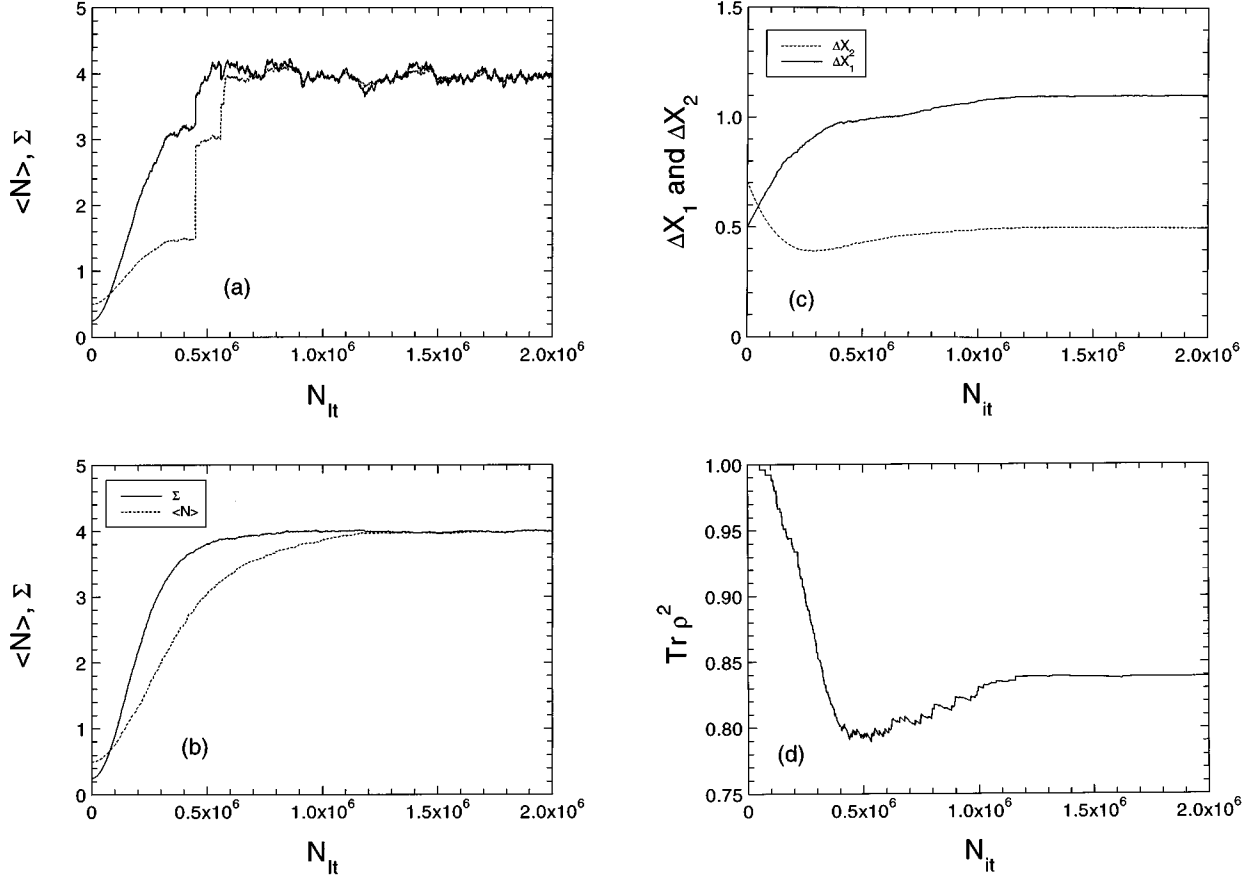 5
4
3
2
1
0
<N>, Σ
(a)
0 0.5x10⁶ 1.0x10⁶ 1.5x10⁶ 2.0x10⁶
N_It
1.5
1.0
0.5
0.0
ΔX₁ and ΔX₂
ΔX₂
ΔX₁
(c)
0 0.5x10⁶ 1.0x10⁶ 1.5x10⁶ 2.0x10⁶
N_it
5
4
3
2
1
0
<N>, Σ
Σ
<N>
(b)
0 0.5x10⁶ 1.0x10⁶ 1.5x10⁶ 2.0x10⁶
N_It
1.00
0.95
0.90
0.85
0.80
0.75
Tr ρ²
(d)
0 0.5x10⁶ 1.0x10⁶ 1.5x10⁶ 2.0x10⁶
N_it